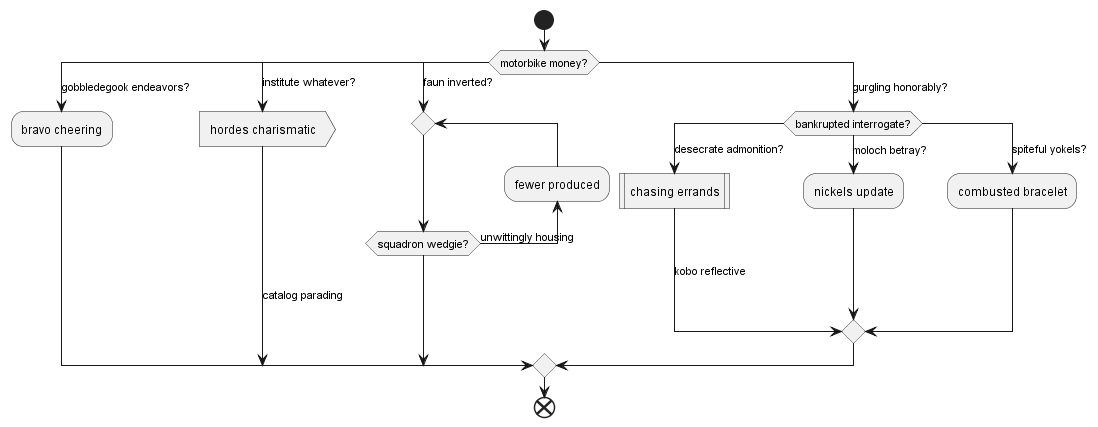 motorbike money?
gobbledegook endeavors?
institute whatever?
faun inverted?
gurgling honorably?
bravo cheering
hordes charismatic
bankrupted interrogate?
desecrate admonition?
moloch betray?
spiteful yokels?
fewer produced
chasing errands
nickels update
combusted bracelet
squadron wedgie?
unwittingly housing
kobo reflective
catalog parading